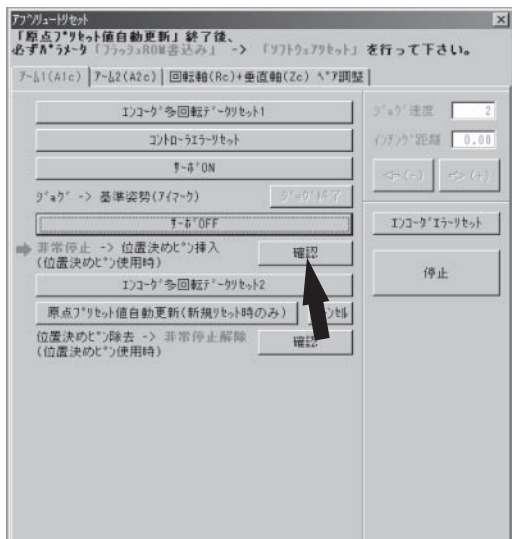 アブソリュートリセット
「原点プリセット値自動更新」終了後、
必ずパラメータ「フラッシュROM書込み」 -> 「ソフトウェアリセット」を行って下さい。
アーム1(A1c)
アーム2(A2c)
回転軸(Rc)+垂直軸(Zc) ペア調整
エンコーダ多回転データリセット1
コントローラエラーリセット
サーボON
ジョグ -> 基準姿勢(アイマーク)
ジョグ終了
サーボOFF
非常停止 -> 位置決めピン挿入
(位置決めピン使用時)
確認
エンコーダ多回転データリセット2
原点プリセット値自動更新(新規リセット時のみ)
位置決めピン除去 -> 非常停止解除
(位置決めピン使用時)
確認
ジョグ速度
2
インチング距離
0.00
<=(-)
=>(+)
エンコーダエラーリセット
停止